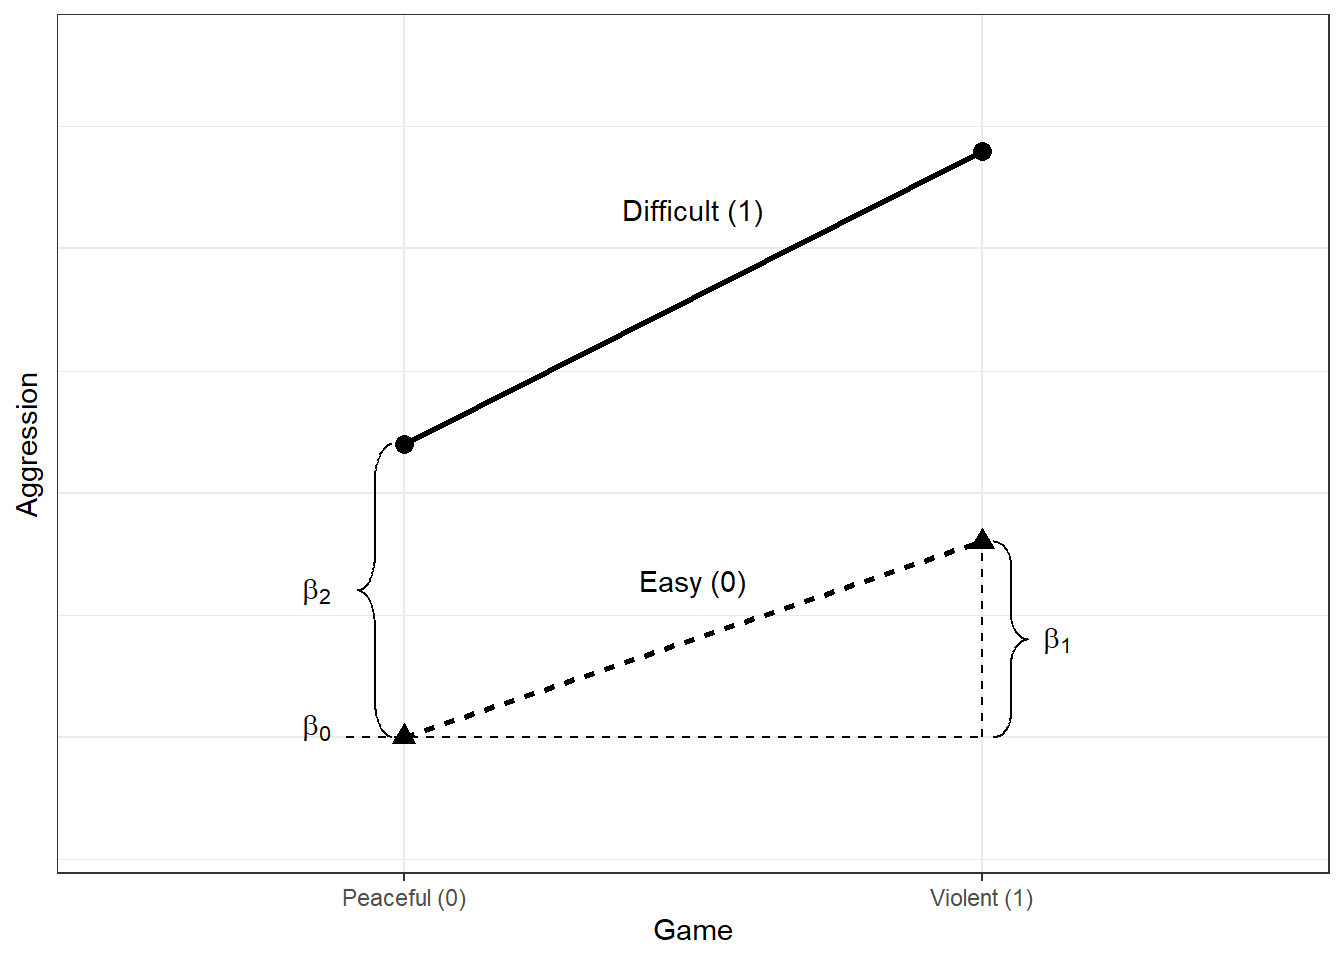 Difficult (1)
Aggression
Easy (0)
β2
β1
β0
Peaceful (0)
Violent (1)
Game